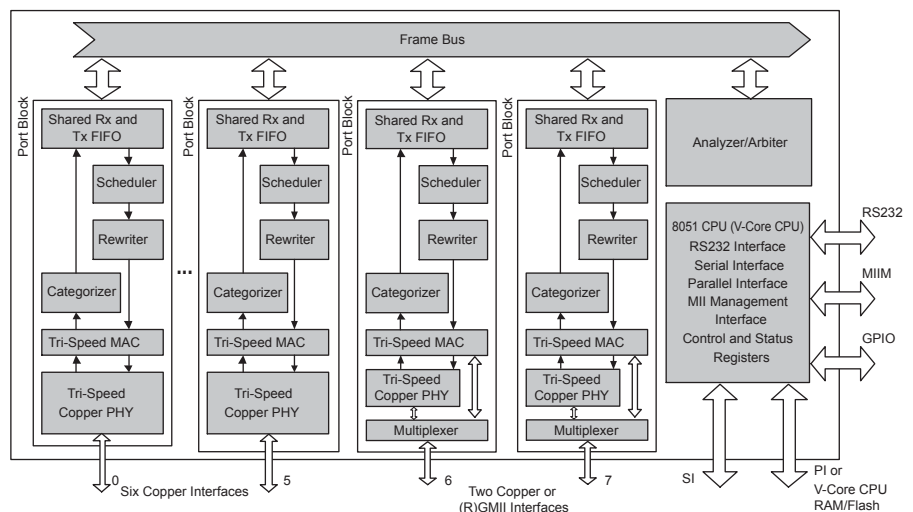 Frame Bus
Port Block
Shared Rx and
Tx FIFO
Scheduler
Rewriter
Categorizer
Tri-Speed MAC
Tri-Speed
Copper PHY
...
Port Block
Shared Rx and
Tx FIFO
Scheduler
Rewriter
Categorizer
Tri-Speed MAC
Tri-Speed
Copper PHY
Port Block
Shared Rx and
Tx FIFO
Scheduler
Rewriter
Categorizer
Tri-Speed MAC
Tri-Speed
Copper PHY
Multiplexer
Port Block
Shared Rx and
Tx FIFO
Scheduler
Rewriter
Categorizer
Tri-Speed MAC
Tri-Speed
Copper PHY
Multiplexer
Analyzer/Arbiter
8051 CPU (V-Core CPU)
RS232 Interface
Serial Interface
Parallel Interface
MII Management
Interface
Control and Status
Registers
RS232
MIIM
GPIO
0
Six Copper Interfaces
5
6
Two Copper or
(R)GMII Interfaces
7
SI
PI or
V-Core CPU
RAM/Flash